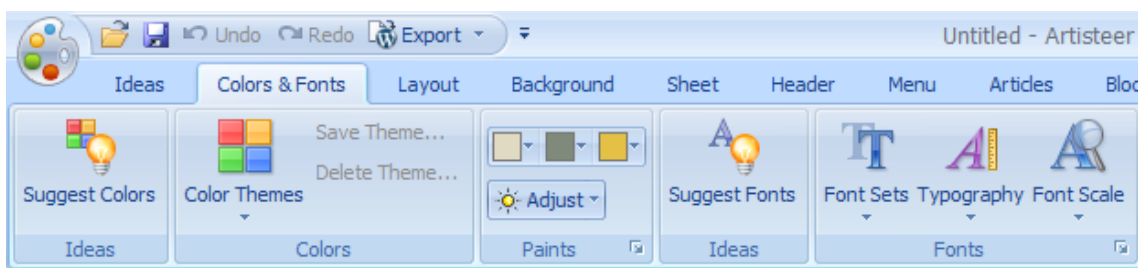 Undo Redo Export Untitled - Artisteer
Ideas Colors & Fonts Layout Background Sheet Header Menu Articles
Save Theme...
Delete Theme...
Suggest Colors Color Themes Adjust Suggest Fonts Font Sets Typography Font Scale
Ideas Colors Paints Ideas Fonts